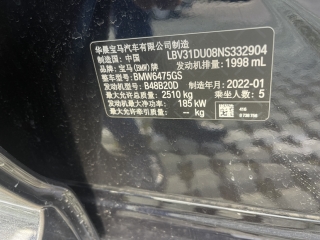 华晨宝马汽车有限公司制造
制造国：中国 LBV31DU08NS332904
品牌：宝马(BMW)牌 发动机排量：1998 mL
整车型号：BMW6475GS
发动机型号：B48B20D 制造年月：2022-01
最大允许总质量：2510 kg 乘坐人数：5
发动机最大净功率：185 kW
最大允许牵引质量：-- kg